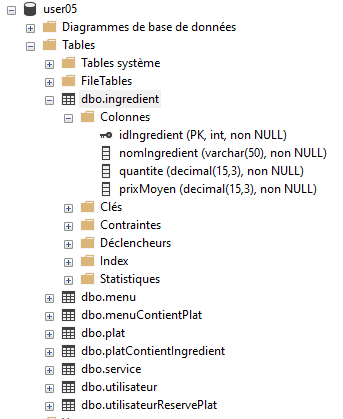 user05
Diagrammes de base de données
Tables
Tables système
FileTables
dbo.ingredient
Colonnes
idIngredient (PK, int, non NULL)
nomIngredient (varchar(50), non NULL)
quantite (decimal(15,3), non NULL)
prixMoyen (decimal(15,3), non NULL)
Clés
Contraintes
Déclencheurs
Index
Statistiques
dbo.menu
dbo.menuContientPlat
dbo.plat
dbo.platContientIngredient
dbo.service
dbo.utilisateur
dbo.utilisateurReservePlat